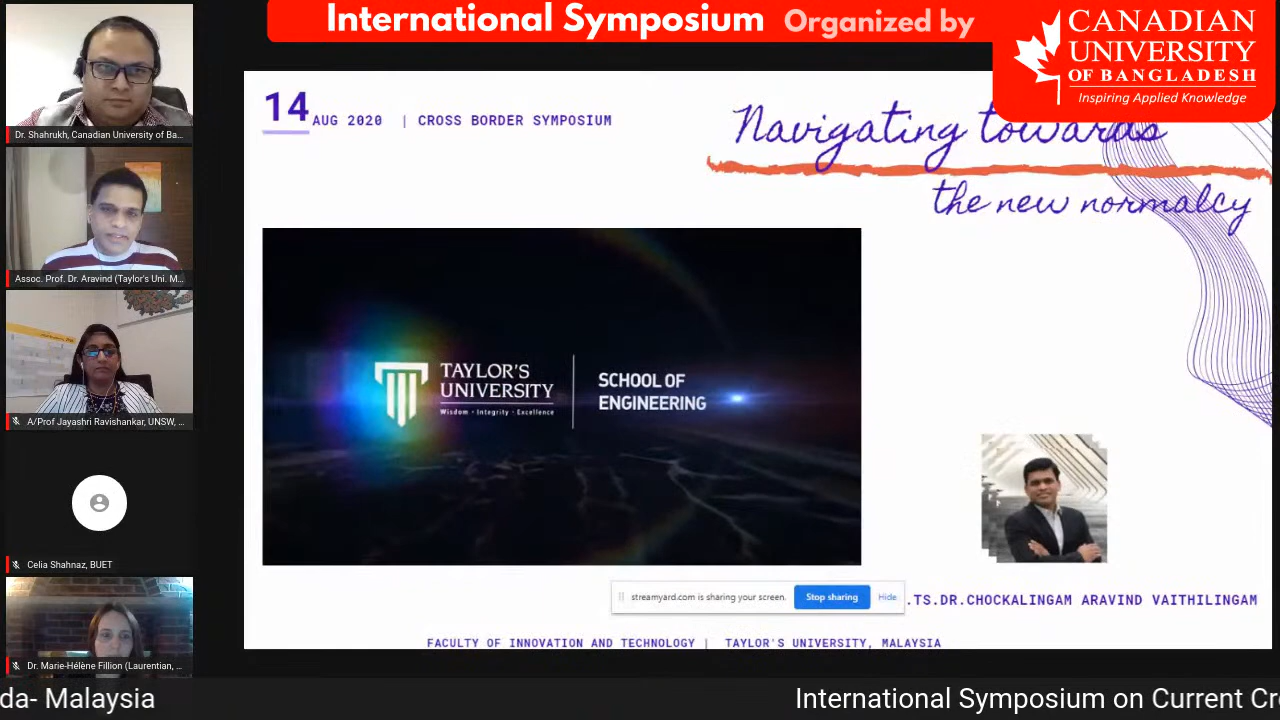 International Symposium Organized by
CANADIAN
UNIVERSITY
OF BANGLADESH
Inspiring Applied Knowledge
Dr. Shahrukh, Canadian University of Ba...
Assoc. Prof. Dr. Aravind (Taylor's Uni. M...
A/Prof Jayashri Ravishankar, UNSW, ...
Celia Shahnaz, BUET
Dr. Marie-Hélène Fillion (Laurentian, ...
14 AUG 2020 | CROSS BORDER SYMPOSIUM
Navigating towards
the new normalcy
TAYLOR'S
UNIVERSITY
Wisdom · Integrity · Excellence
SCHOOL OF
ENGINEERING
streamyard.com is sharing your screen. Stop sharing Hide
.TS.DR.CHOCKALINGAM ARAVIND VAITHILINGAM
FACULTY OF INNOVATION AND TECHNOLOGY | TAYLOR'S UNIVERSITY, MALAYSIA
da- Malaysia International Symposium on Current Cr